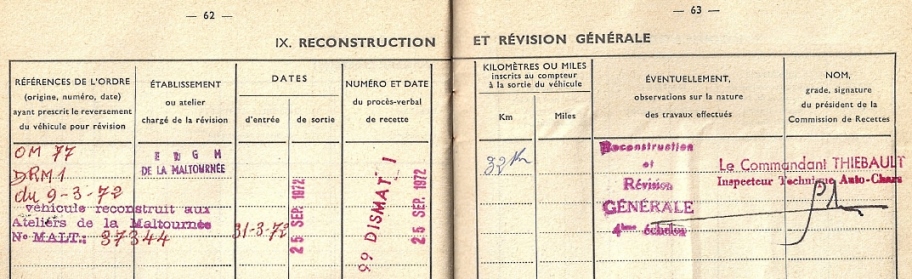 — 62 —
— 63 —
IX. RECONSTRUCTION ET RÉVISION GÉNÉRALE
RÉFÉRENCES DE L'ORDRE
(origine, numéro, date)
ayant prescrit le reversement
du véhicule pour révision
ÉTABLISSEMENT
ou atelier
chargé de la révision
DATES
d'entrée
de sortie
NUMÉRO ET DATE
du procès-verbal
de recette
KILOMÈTRES OU MILES
inscrits au compteur
à la sortie du véhicule
Km
Miles
ÉVENTUELLEMENT,
observations sur la nature
des travaux effectués
NOM,
grade, signature
du président de la
Commission de Recettes
OM 77
DRM1
du 9-3-72
véhicule reconstruit aux
Ateliers de la Maltournée
No MALT.: 37344
E R G M
DE LA MALTOURNÉE
31-3-72
25 SEP. 1972
99 DISMAT 1
25 SEP. 1972
32 Km
Reconstruction
et
Révision
GÉNÉRALE
4ème échelon
Le Commandant THIEBAULT
Inspecteur Technique Auto-Chars